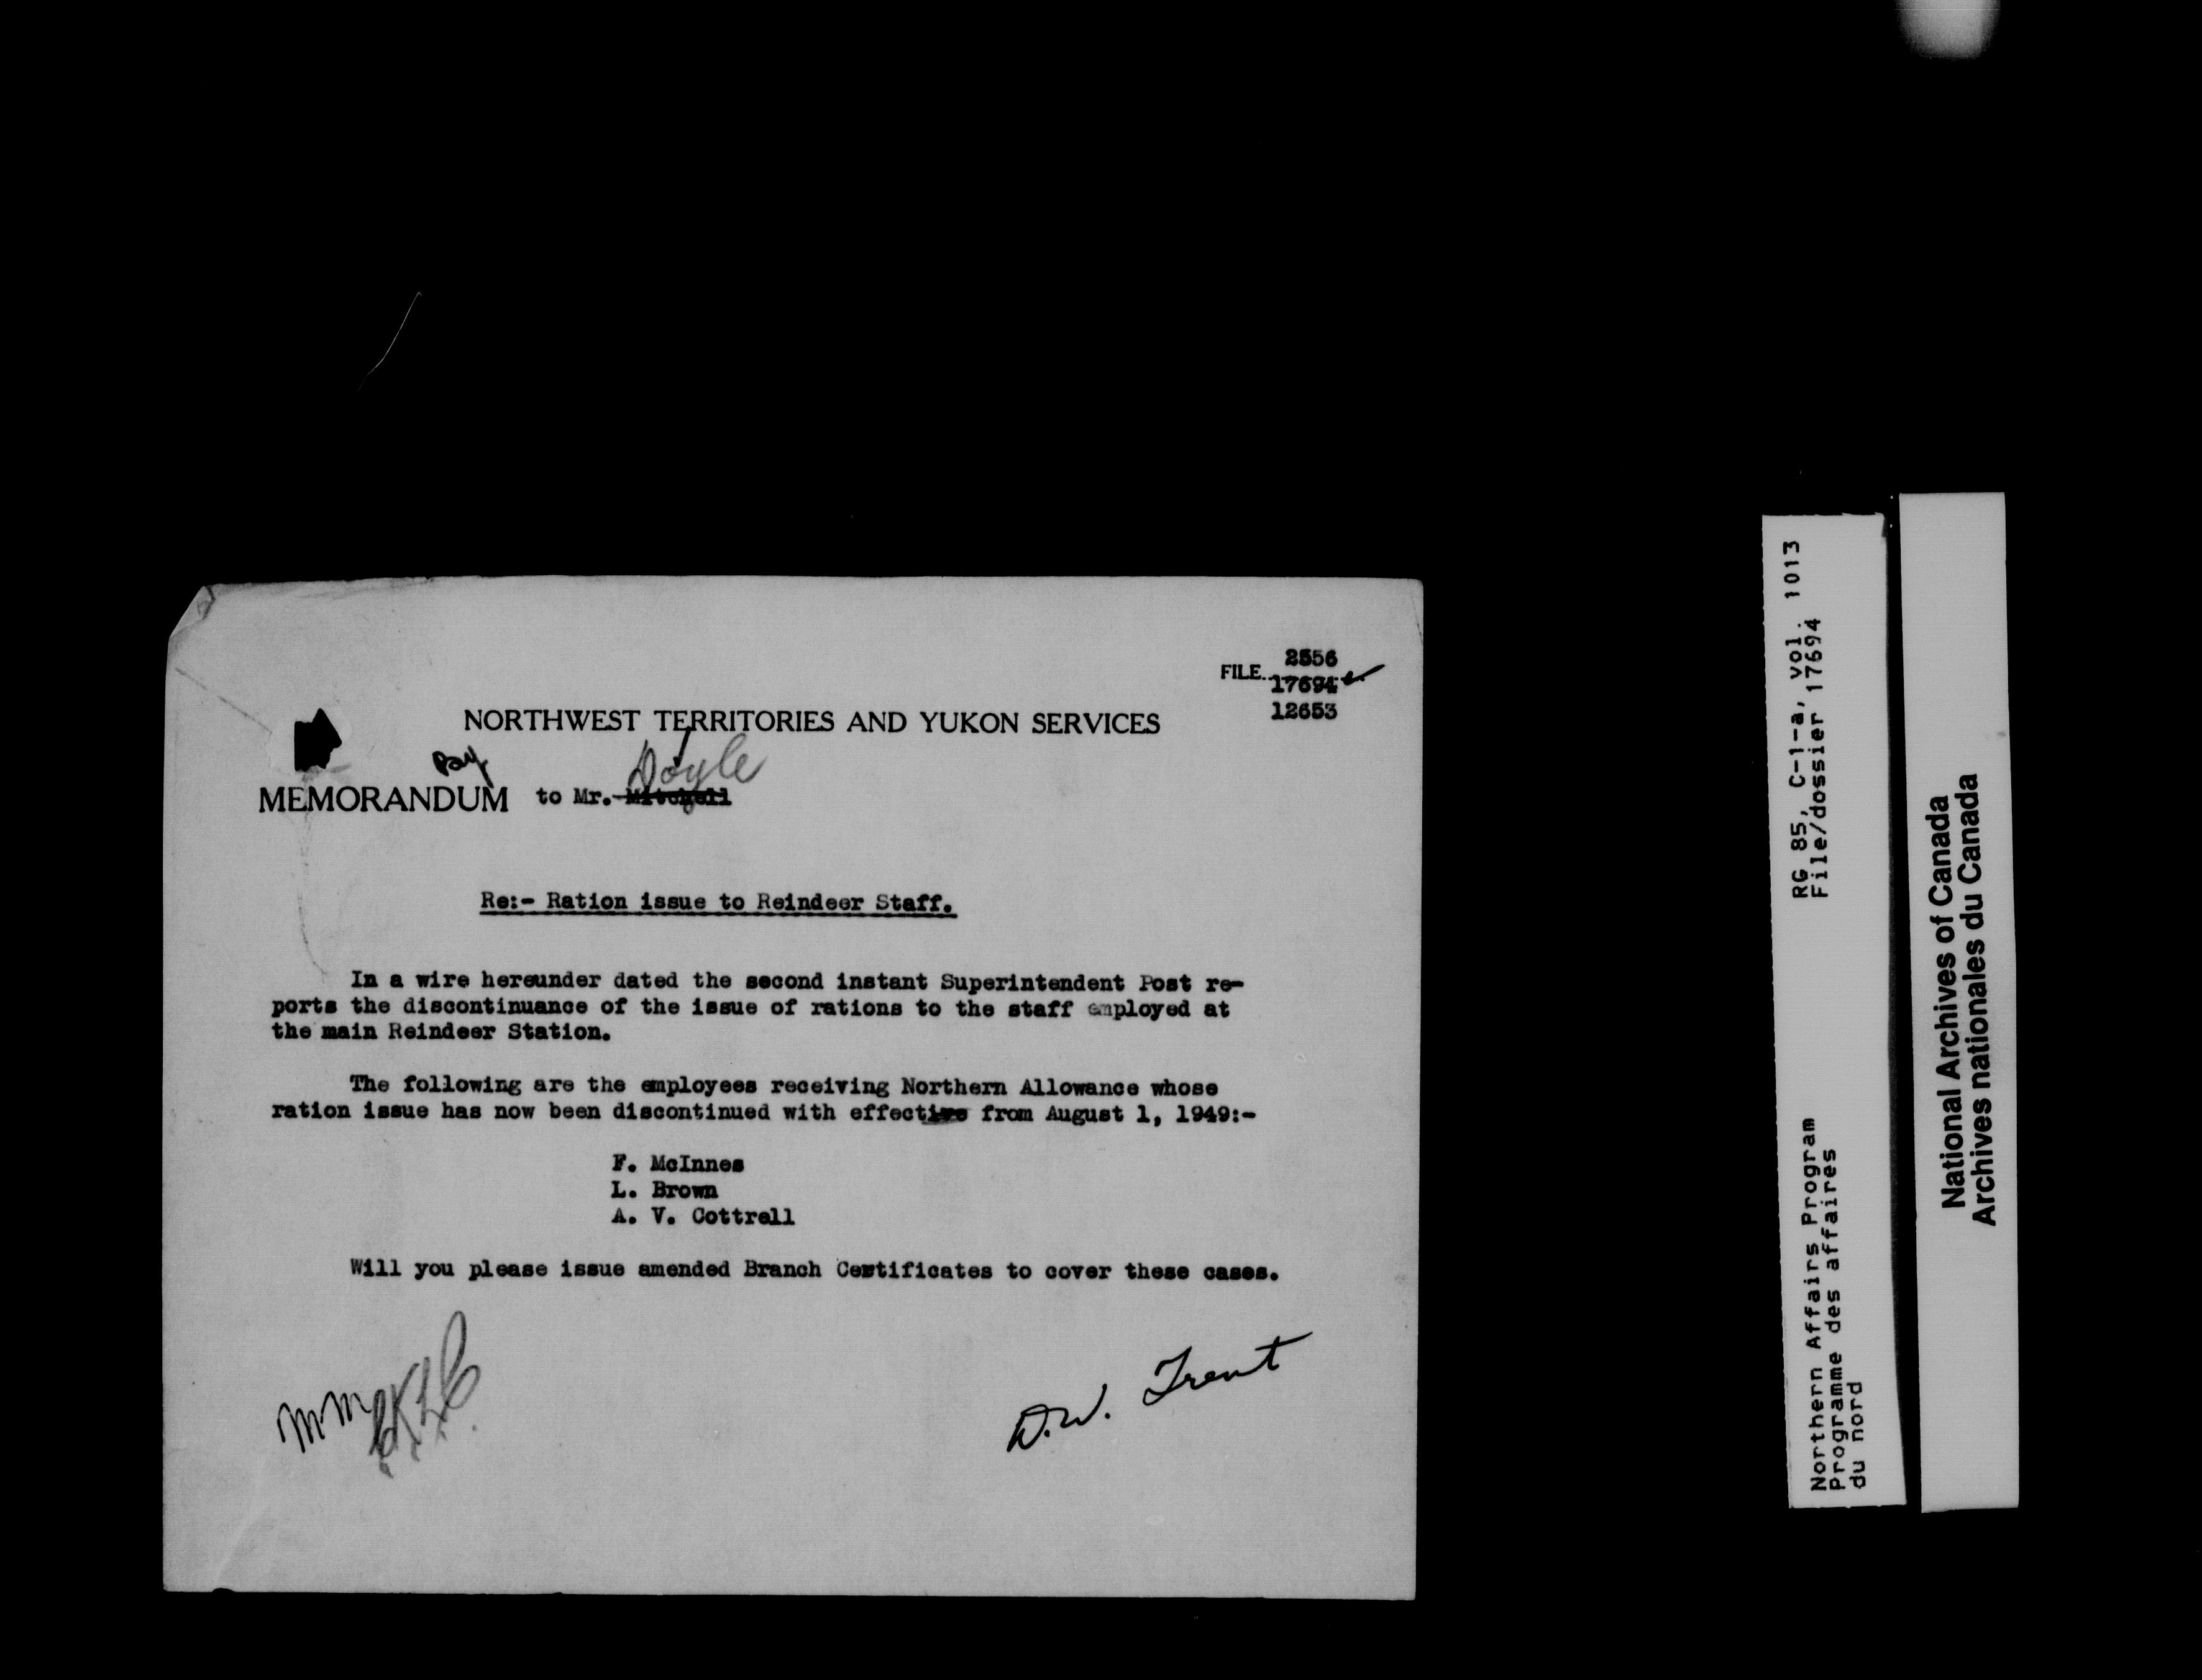 FILE 2556
17694 ✓
12653
NORTHWEST TERRITORIES AND YUKON SERVICES
Pay
Doyle
MEMORANDUM to Mr. Mitchell
Re:- Ration issue to Reindeer Staff.
In a wire hereunder dated the second instant Superintendent Post re-
ports the discontinuance of the issue of rations to the staff employed at
the main Reindeer Station.
The following are the employees receiving Northern Allowance whose
ration issue has now been discontinued with effective from August 1, 1949:-
F. McInnes
L. Brown
A. V. Cottrell
Will you please issue amended Branch Certificates to cover these cases.
D.W. Trent
RG 85, C-1-a, vol. 1013
File/dossier 17694
Northern Affairs Program
Programme des affaires
du nord
National Archives of Canada
Archives nationales du Canada